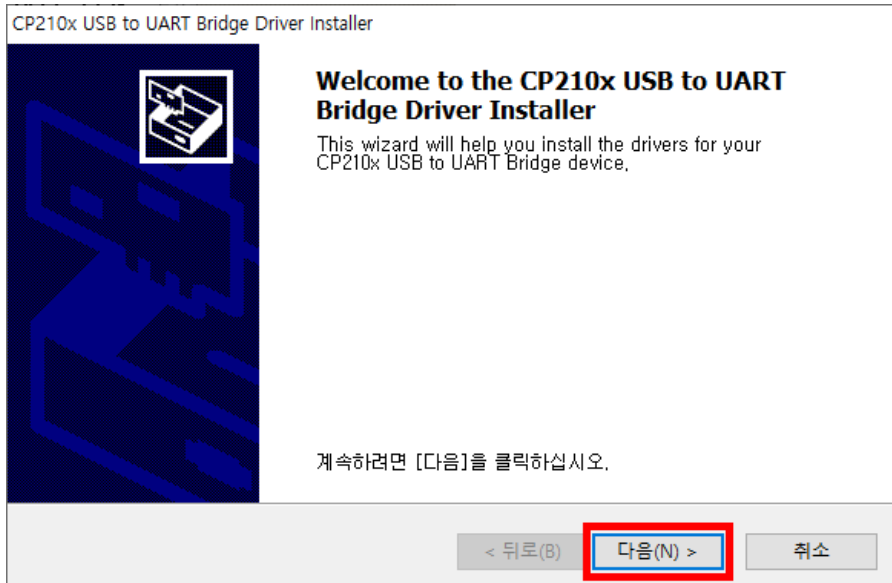 CP210x USB to UART Bridge Driver Installer
Welcome to the CP210x USB to UART
Bridge Driver Installer
This wizard will help you install the drivers for your
CP210x USB to UART Bridge device.
계속하려면 [다음]을 클릭하십시오.
< 뒤로(B)
다음(N) >
취소